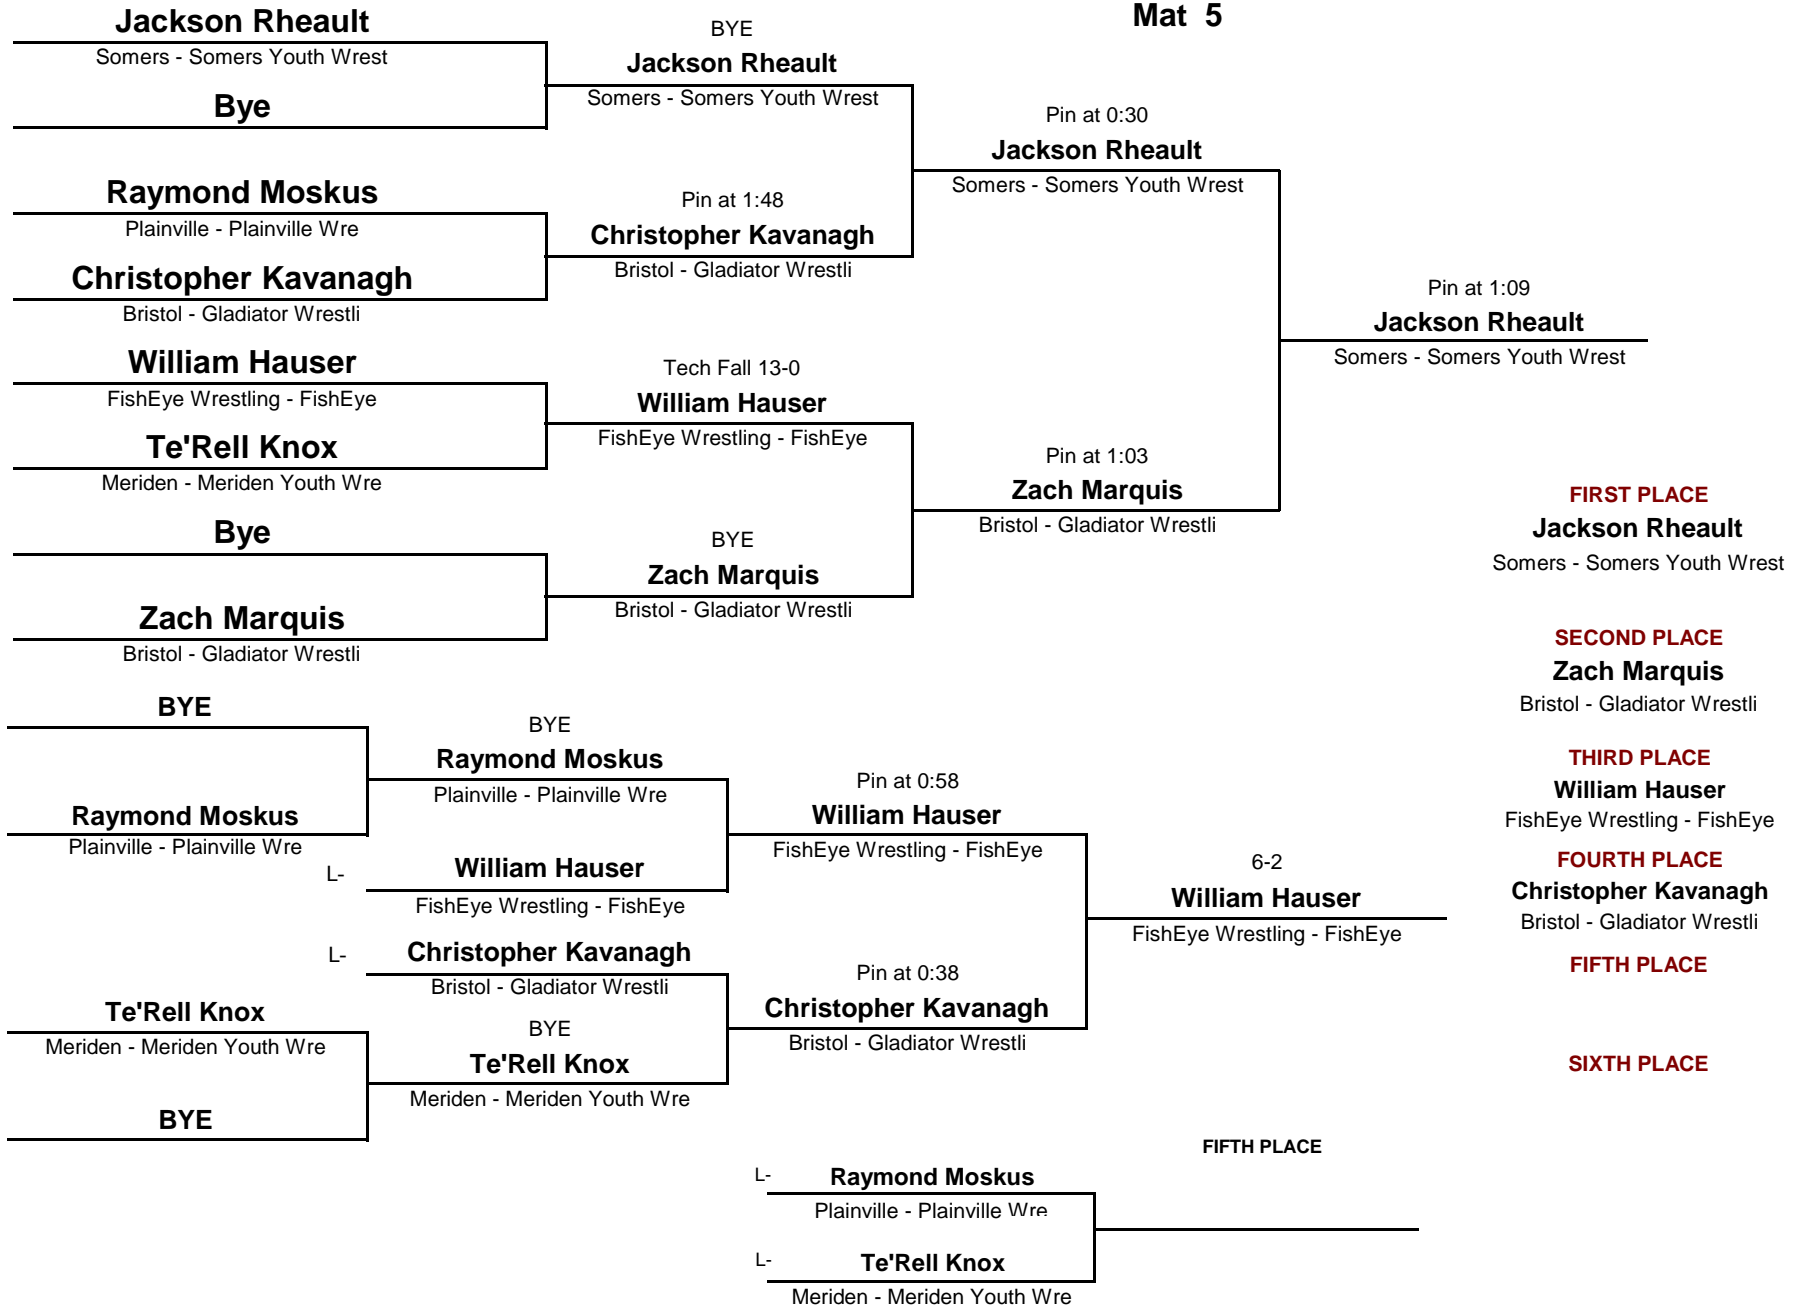 Mat 5
Jackson Rheault
Somers - Somers Youth Wrest
Bye
Raymond Moskus
Plainville - Plainville Wre
Christopher Kavanagh
Bristol - Gladiator Wrestli
William Hauser
FishEye Wrestling - FishEye
Te'Rell Knox
Meriden - Meriden Youth Wre
Bye
Zach Marquis
Bristol - Gladiator Wrestli
BYE
Jackson Rheault
Somers - Somers Youth Wrest
Pin at 1:48
Christopher Kavanagh
Bristol - Gladiator Wrestli
Tech Fall 13-0
William Hauser
FishEye Wrestling - FishEye
BYE
Zach Marquis
Bristol - Gladiator Wrestli
Pin at 0:30
Jackson Rheault
Somers - Somers Youth Wrest
Pin at 1:03
Zach Marquis
Bristol - Gladiator Wrestli
Pin at 1:09
Jackson Rheault
Somers - Somers Youth Wrest
FIRST PLACE
Jackson Rheault
Somers - Somers Youth Wrest
SECOND PLACE
Zach Marquis
Bristol - Gladiator Wrestli
THIRD PLACE
William Hauser
FishEye Wrestling - FishEye
FOURTH PLACE
Christopher Kavanagh
Bristol - Gladiator Wrestli
FIFTH PLACE
SIXTH PLACE
BYE
Raymond Moskus
Plainville - Plainville Wre
Te'Rell Knox
Meriden - Meriden Youth Wre
BYE
BYE
Raymond Moskus
Plainville - Plainville Wre
L-
William Hauser
FishEye Wrestling - FishEye
L-
Christopher Kavanagh
Bristol - Gladiator Wrestli
BYE
Te'Rell Knox
Meriden - Meriden Youth Wre
Pin at 0:58
William Hauser
FishEye Wrestling - FishEye
Pin at 0:38
Christopher Kavanagh
Bristol - Gladiator Wrestli
6-2
William Hauser
FishEye Wrestling - FishEye
FIFTH PLACE
L-
Raymond Moskus
Plainville - Plainville Wre
L-
Te'Rell Knox
Meriden - Meriden Youth Wre